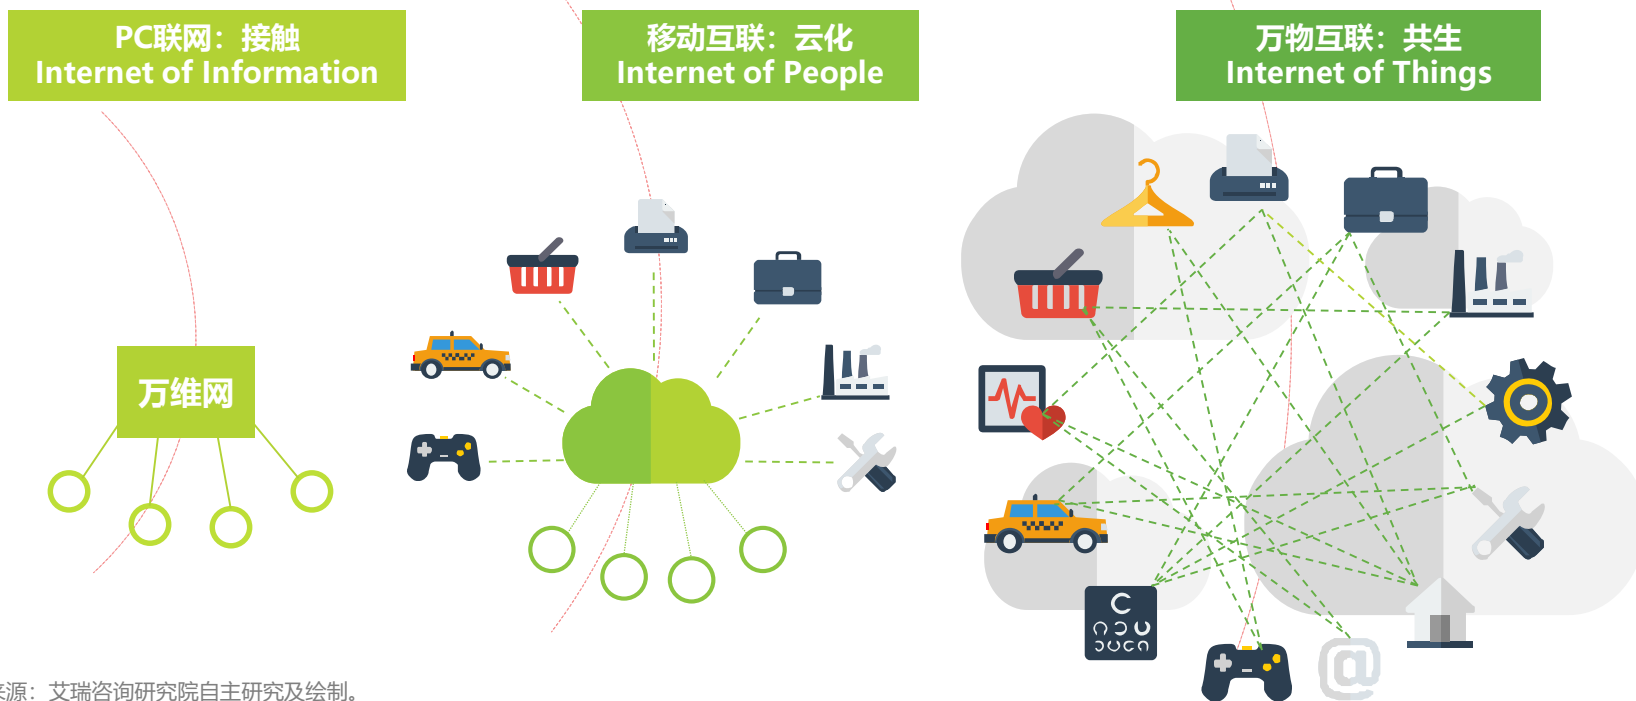 PC联网：接触
Internet of Information
移动互联：云化
Internet of People
万物互联：共生
Internet of Things
万维网
@
来源：艾瑞咨询研究院自主研究及绘制。